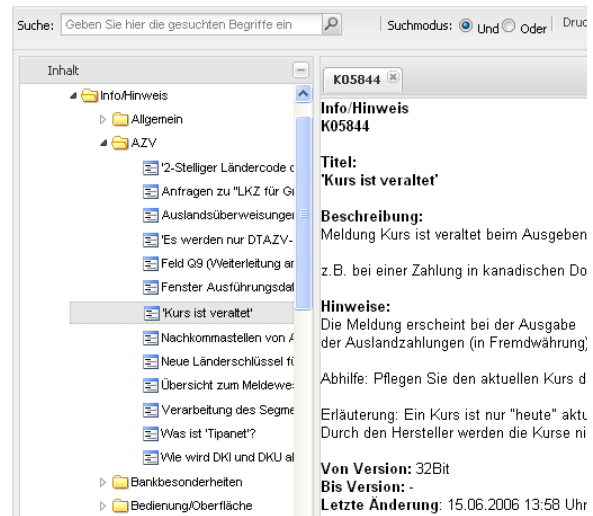 Suche: Geben Sie hier die gesuchten Begriffe ein Suchmodus: Und Oder Druc
Inhalt
Info/Hinweis
Allgemein
AZV
'2-Stelliger Ländercode
Anfragen zu "LKZ für
Auslandsüberweisungen
'Es werden nur DTAZV-
Feld Q9 (Weiterleitung an
Fenster Ausführungsdat
'Kurs ist veraltet'
Nachkommastellen von
Neue Länderschlüssel fü
Übersicht zum Meldewe
Verarbeitung des Segme
Was ist 'Tipanet'?
Wie wird DKI und DKU al
Bankbesonderheiten
Bedienung/Oberfläche
K05844
Info/Hinweis
K05844
Titel:
'Kurs ist veraltet'
Beschreibung:
Meldung Kurs ist veraltet beim Ausgeben
z.B. bei einer Zahlung in kanadischen Do
Hinweise:
Die Meldung erscheint bei der Ausgabe
der Auslandzahlungen (in Fremdwährung)
Abhilfe: Pflegen Sie den aktuellen Kurs d
Erläuterung: Ein Kurs ist nur "heute" aktu
Durch den Hersteller werden die Kurse ni
Von Version: 32Bit
Bis Version: -
Letzte Änderung: 15.06.2006 13:58 Uhr